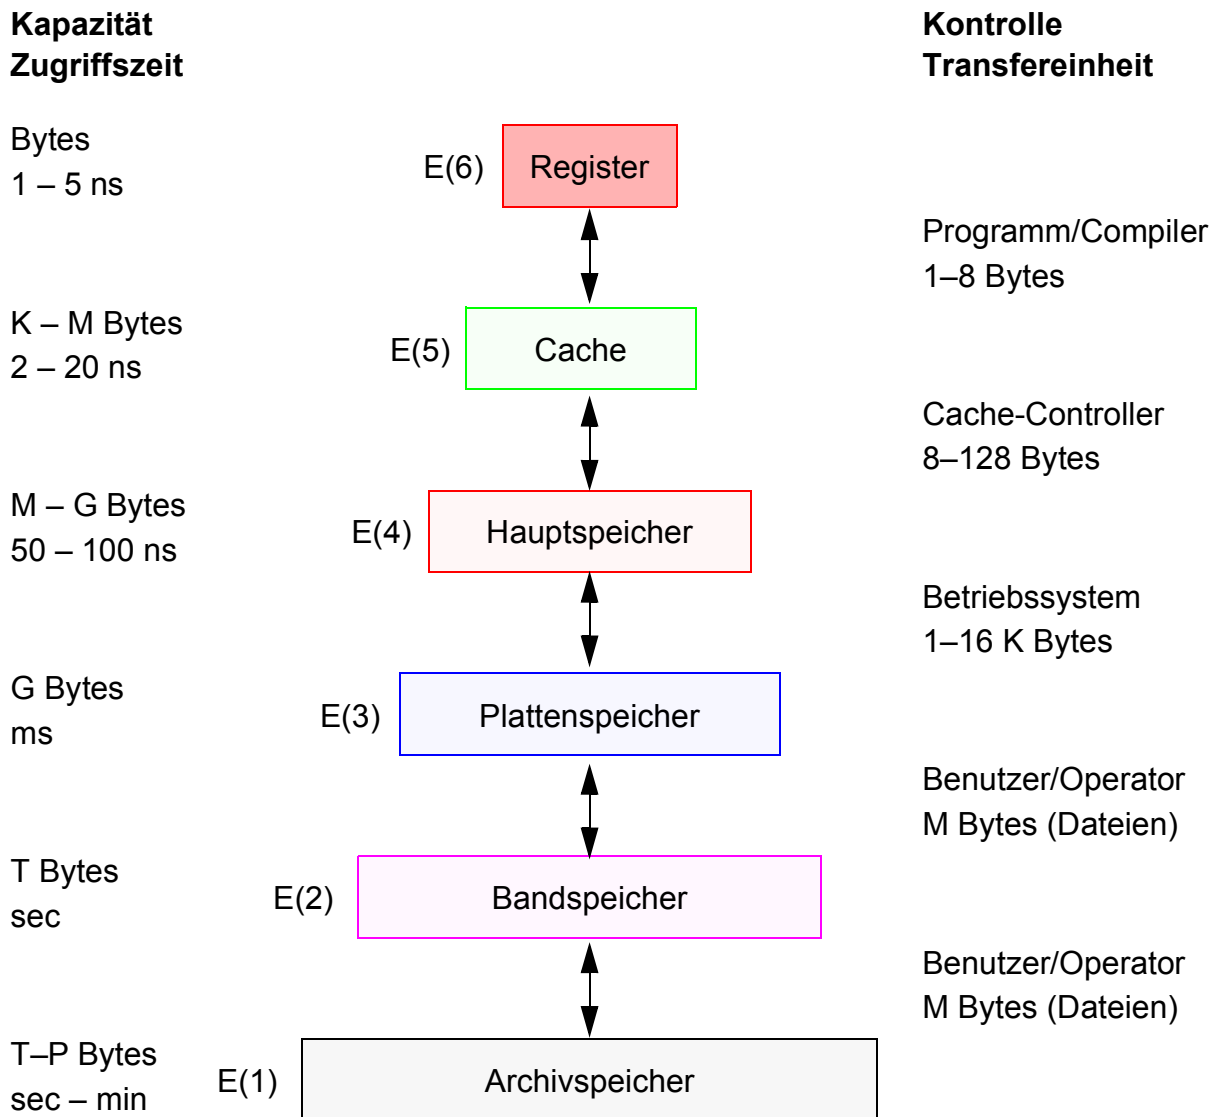 Kapazität
Zugriffszeit
Kontrolle
Transfereinheit
Bytes
1 – 5 ns
E(6)
Register
Programm/Compiler
1–8 Bytes
K – M Bytes
2 – 20 ns
E(5)
Cache
Cache-Controller
8–128 Bytes
M – G Bytes
50 – 100 ns
E(4)
Hauptspeicher
Betriebssystem
1–16 K Bytes
G Bytes
ms
E(3)
Plattenspeicher
Benutzer/Operator
M Bytes (Dateien)
T Bytes
sec
E(2)
Bandspeicher
Benutzer/Operator
M Bytes (Dateien)
T–P Bytes
sec – min
E(1)
Archivspeicher